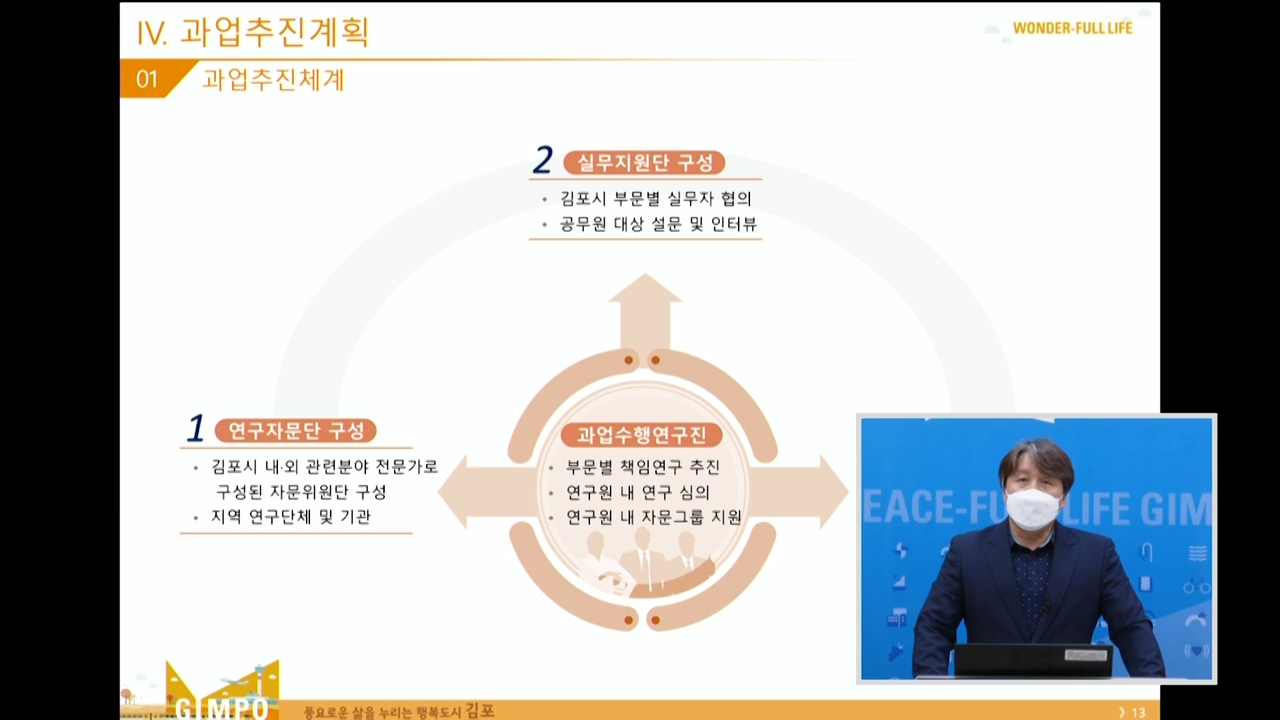 IV. 과업추진계획
WONDER-FULL LIFE
01 과업추진체계
2 실무지원단 구성
• 김포시 부문별 실무자 협의
• 공무원 대상 설문 및 인터뷰
1 연구자문단 구성
• 김포시 내·외 관련분야 전문가로
구성된 자문위원단 구성
• 지역 연구단체 및 기관
과업수행연구진
• 부문별 책임연구 추진
• 연구원 내 연구 심의
• 연구원 내 자문그룹 지원
EACE-FU LIFE GIM
GIMPO
풍요로운 삶을 누리는 행복도시 김포
》13